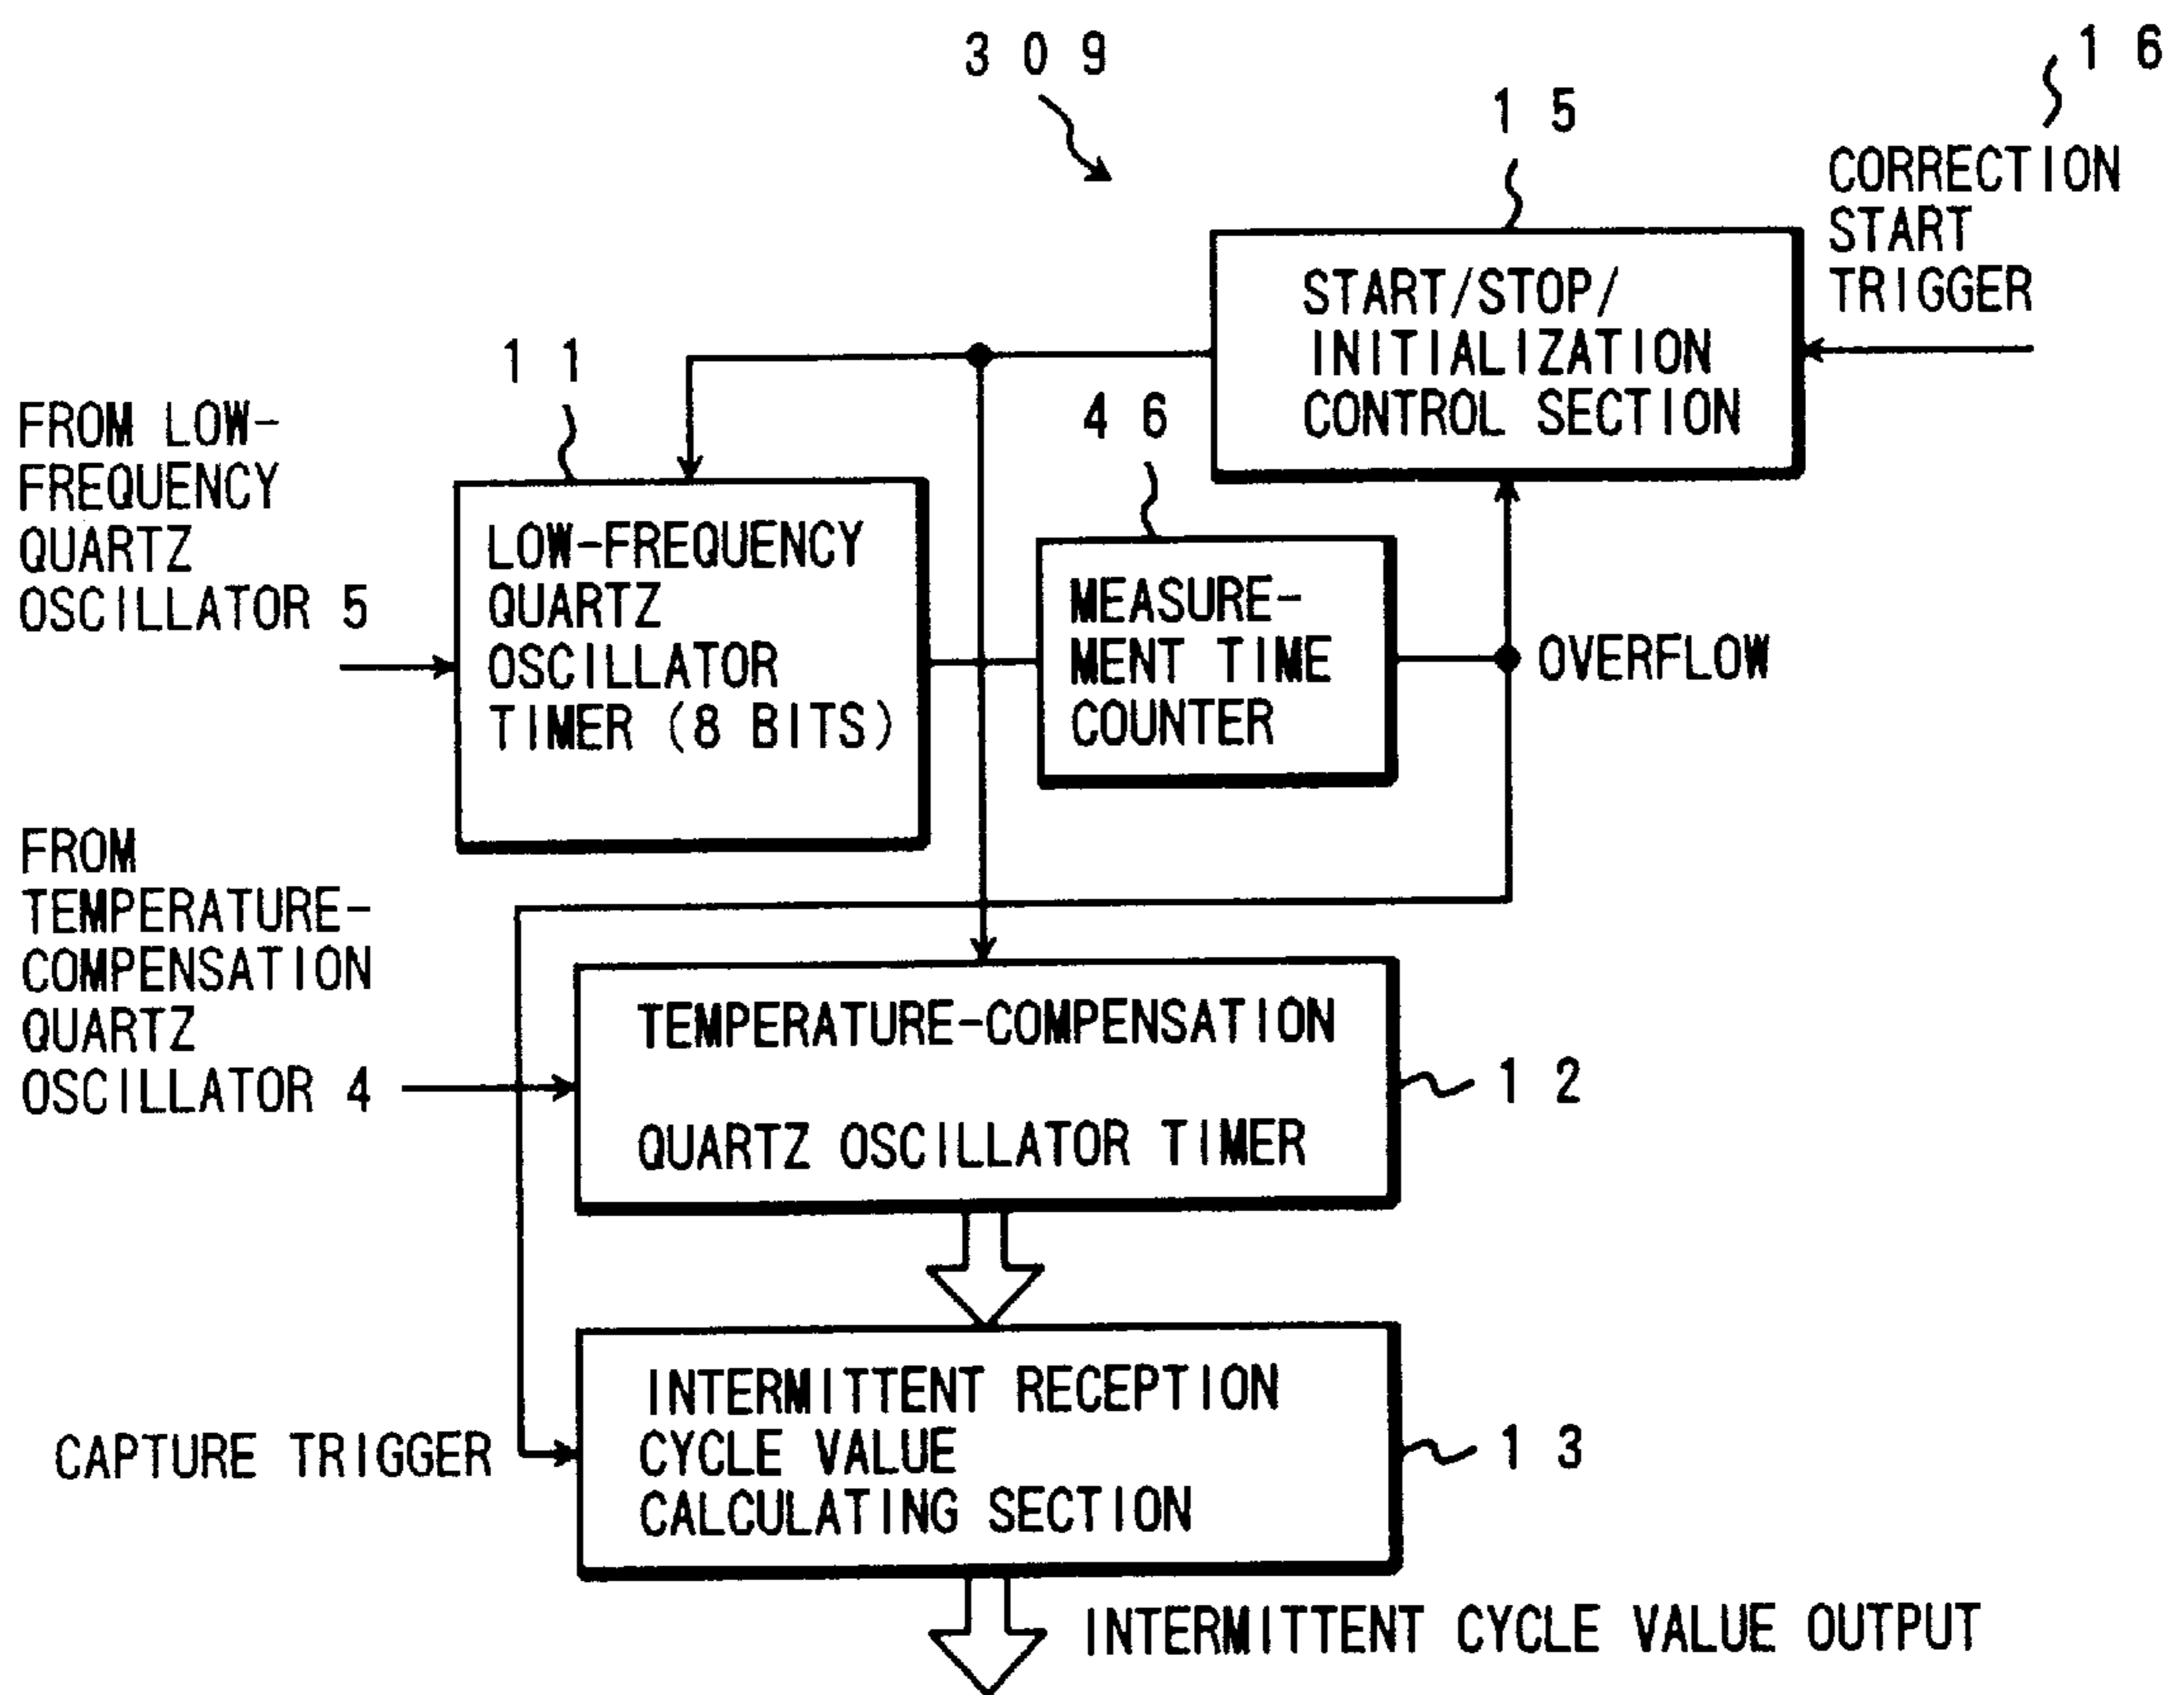 309
16
15
CORRECTION
START
TRIGGER
START/STOP/
INITIALIZATION
CONTROL SECTION
11
46
FROM LOW-
FREQUENCY
QUARTZ
OSCILLATOR 5
LOW-FREQUENCY
QUARTZ
OSCILLATOR
TIMER (8 BITS)
MEASURE-
MENT TIME
COUNTER
OVERFLOW
FROM
TEMPERATURE-
COMPENSATION
QUARTZ
OSCILLATOR 4
TEMPERATURE-COMPENSATION
QUARTZ OSCILLATOR TIMER
12
CAPTURE TRIGGER
INTERMITTENT RECEPTION
CYCLE VALUE
CALCULATING SECTION
13
INTERMITTENT CYCLE VALUE OUTPUT